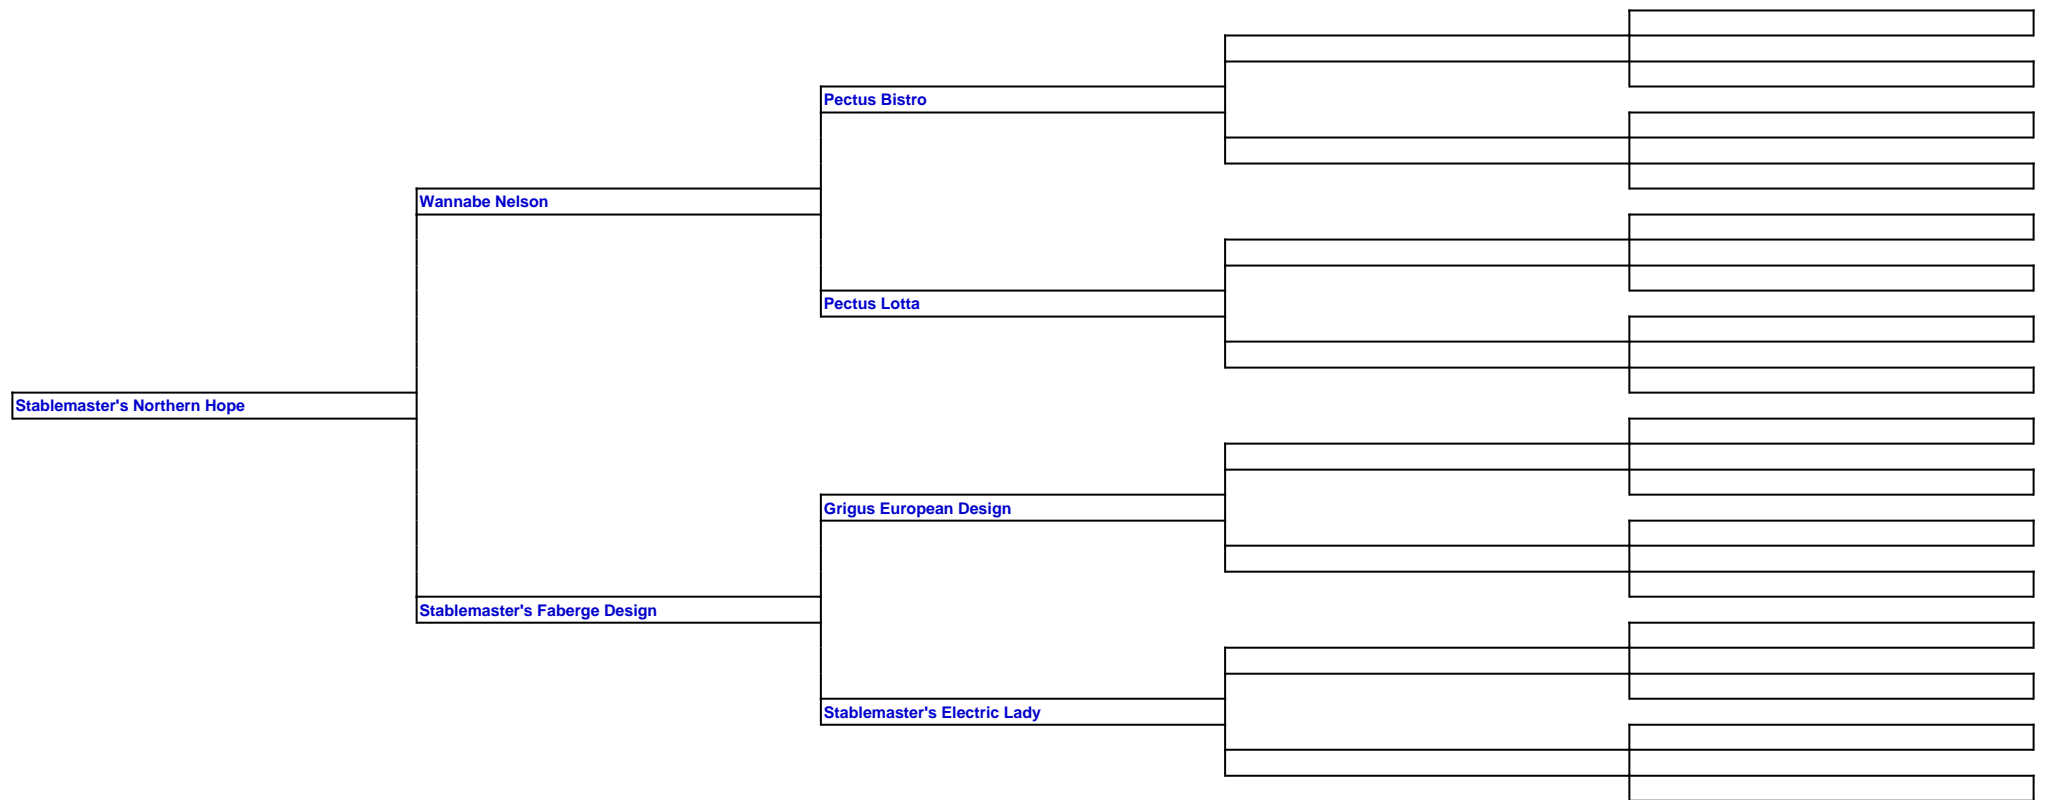 Pectus Bistro
Wannabe Nelson
Pectus Lotta
Stablemaster's Northern Hope
Grigus European Design
Stablemaster's Faberge Design
Stablemaster's Electric Lady